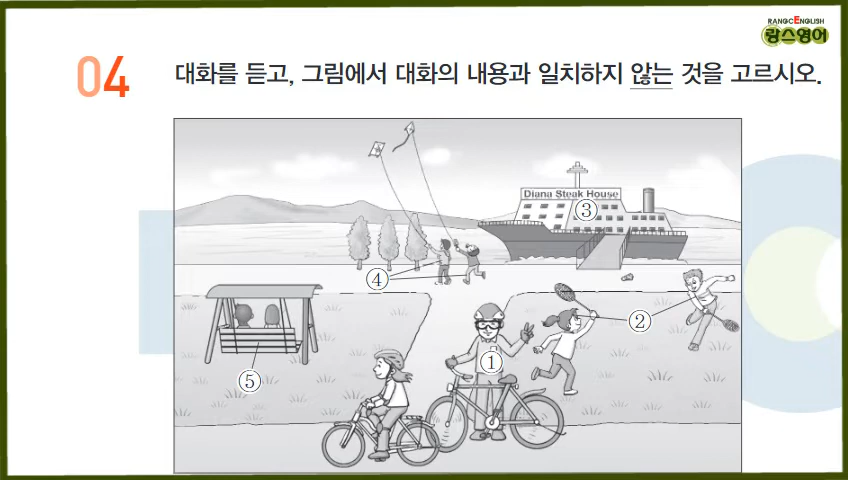 RANGCENGLISH
랑스영어
04
대화를 듣고, 그림에서 대화의 내용과 일치하지 않는 것을 고르시오.
Diana Steak House
③
④
②
①
⑤